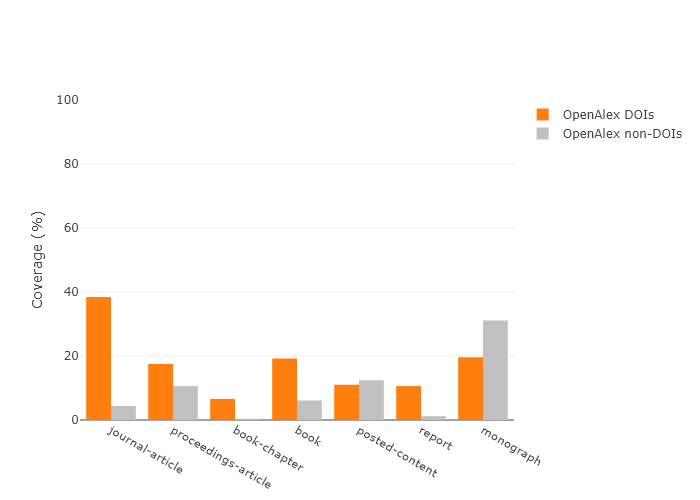 100
80
60
40
20
0
Coverage (%)
journal-article
proceedings-article
book-chapter
book
posted-content
report
monograph
OpenAlex DOIs
OpenAlex non-DOIs